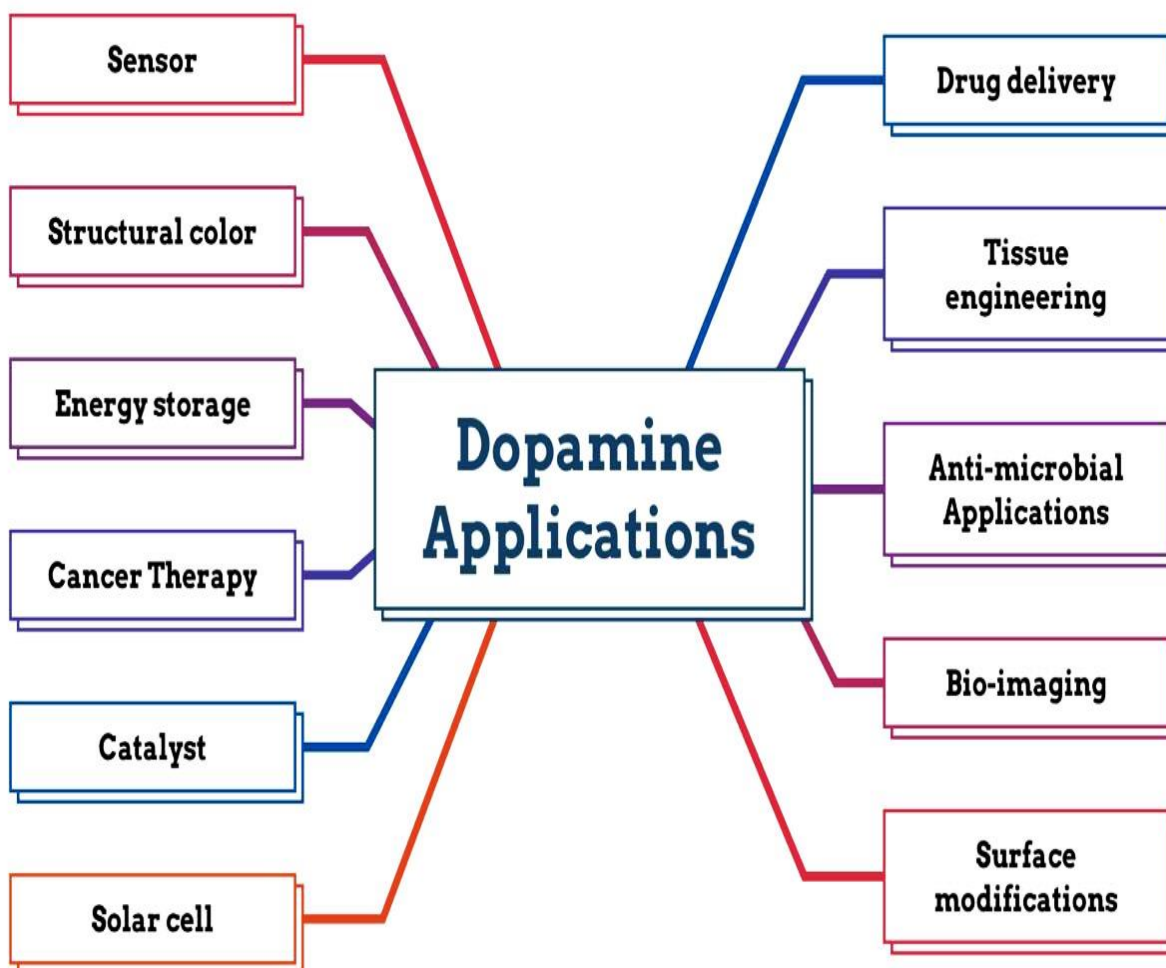 Sensor
Structural color
Energy storage
Cancer Therapy
Catalyst
Solar cell
Dopamine
Applications
Drug delivery
Tissue
engineering
Anti-microbial
Applications
Bio-imaging
Surface
modifications